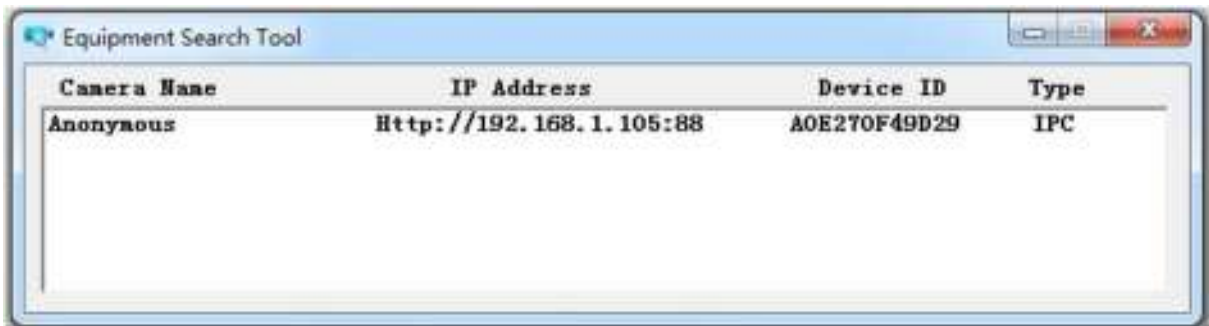 Equipment Search Tool
Camera Name IP Address Device ID Type
Anonymous Http://192.168.1.105:88 A0E270F49D29 IPC